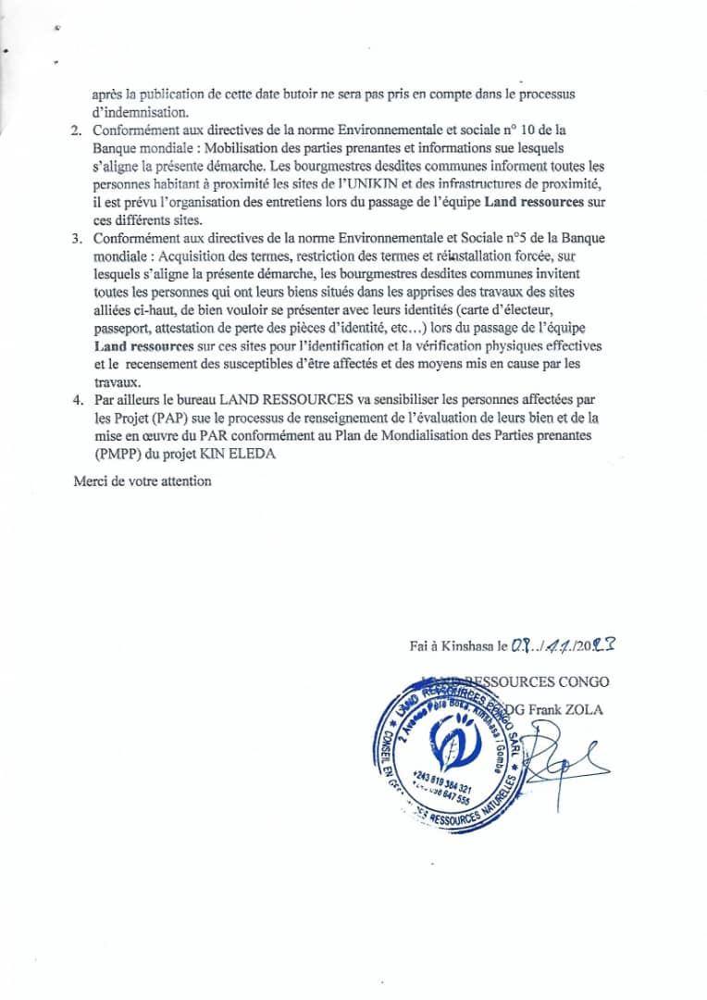 après la publication de cette date butoir ne sera pas pris en compte dans le processus
d'indemnisation.
2. Conformément aux directives de la norme Environnementale et sociale n° 10 de la
Banque mondiale : Mobilisation des parties prenantes et informations sue lesquels
s'aligne la présente démarche. Les bourgmestres desdites communes informent toutes les
personnes habitant à proximité les sites de l'UNIKIN et des infrastructures de proximité,
il est prévu l'organisation des entretiens lors du passage de l'équipe Land ressources sur
ces différents sites.
3. Conformément aux directives de la norme Environnementale et Sociale n°5 de la Banque
mondiale : Acquisition des termes, restriction des termes et réinstallation forcée, sur
lesquels s'aligne la présente démarche, les bourgmestres desdites communes invitent
toutes les personnes qui ont leurs biens situés dans les apprises des travaux des sites
alliées ci-haut, de bien vouloir se présenter avec leurs identités (carte d'électeur,
passeport, attestation de perte des pièces d'identité, etc…) lors du passage de l'équipe
Land ressources sur ces sites pour l'identification et la vérification physiques effectives
et le recensement des susceptibles d'être affectés et des moyens mis en cause par les
travaux.
4. Par ailleurs le bureau LAND RESSOURCES va sensibiliser les personnes affectées par
les Projet (PAP) sue le processus de renseignement de l'évaluation de leurs bien et de la
mise en œuvre du PAR conformément au Plan de Mondialisation des Parties prenantes
(PMPP) du projet KIN ELEDA
Merci de votre attention
Fai à Kinshasa le /11/2023
LAND RESSOURCES CONGO
DG Frank ZOLA
LAND RESSOURCES CONGO SARL
2 Avenue Père Boka, Kinshasa / Gombe
+243 819 384 321
647 555
CONSEIL EN DES RESSOURCES NATURELLES